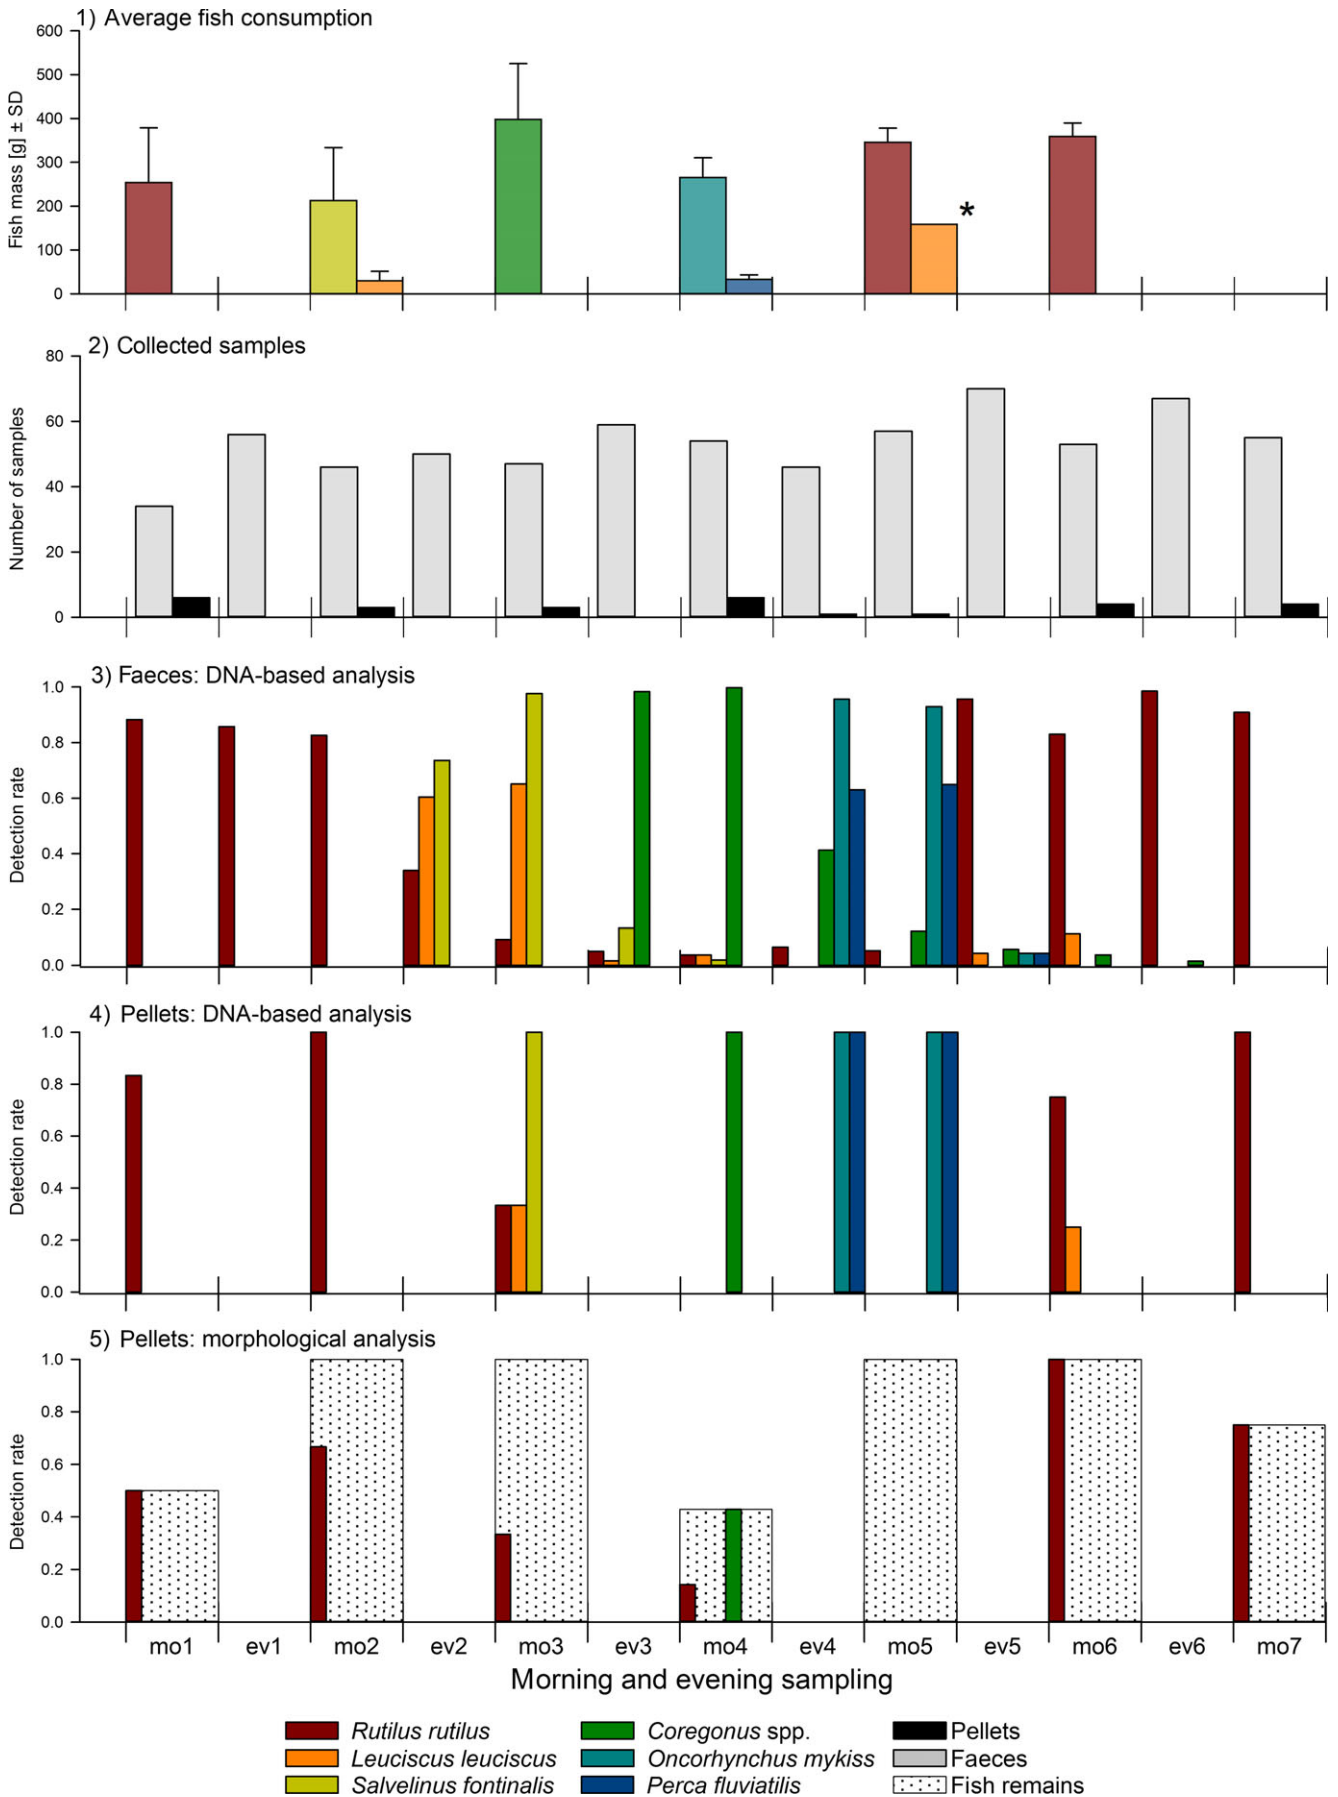 1) Average fish consumption
600
500
400
300
200
100
0
Fish mass [g] ± SD
*
2) Collected samples
80
60
40
20
0
Number of samples
3) Faeces: DNA-based analysis
1.0
0.8
0.6
0.4
0.2
0.0
Detection rate
4) Pellets: DNA-based analysis
1.0
0.8
0.6
0.4
0.2
0.0
Detection rate
5) Pellets: morphological analysis
1.0
0.8
0.6
0.4
0.2
0.0
Detection rate
mo1 ev1 mo2 ev2 mo3 ev3 mo4 ev4 mo5 ev5 mo6 ev6 mo7
Morning and evening sampling
Rutilus rutilus Coregonus spp. Pellets
Leuciscus leuciscus Oncorhynchus mykiss Faeces
Salvelinus fontinalis Perca fluviatilis Fish remains